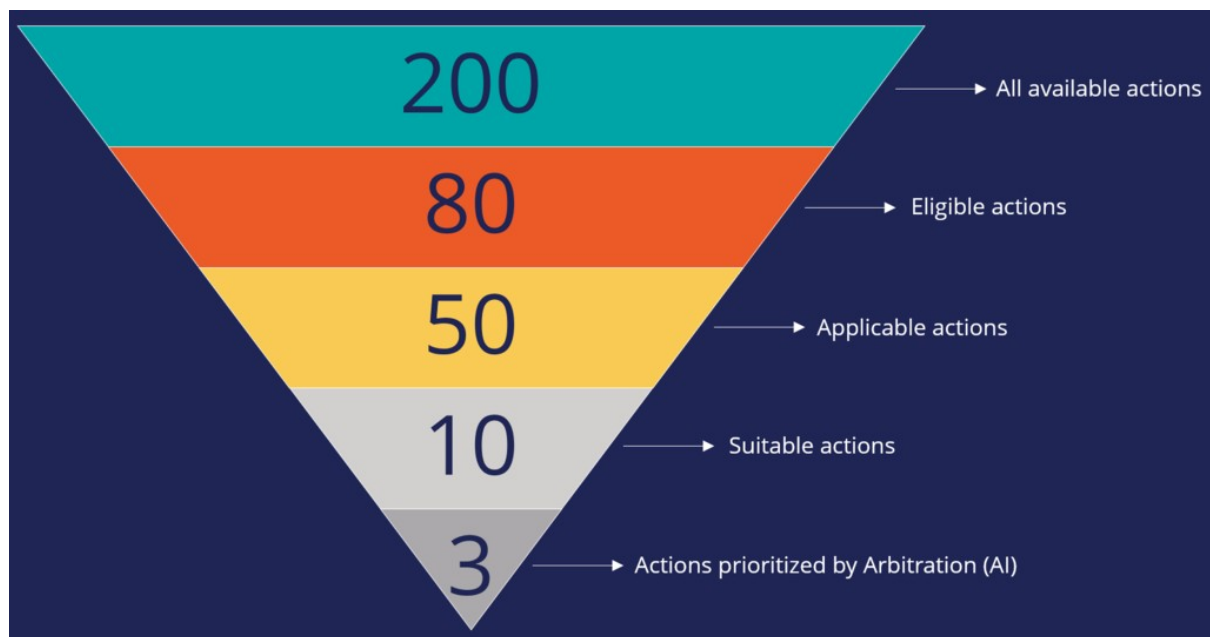 200
All available actions
80
Eligible actions
50
Applicable actions
10
Suitable actions
3
Actions prioritized by Arbitration (AI)